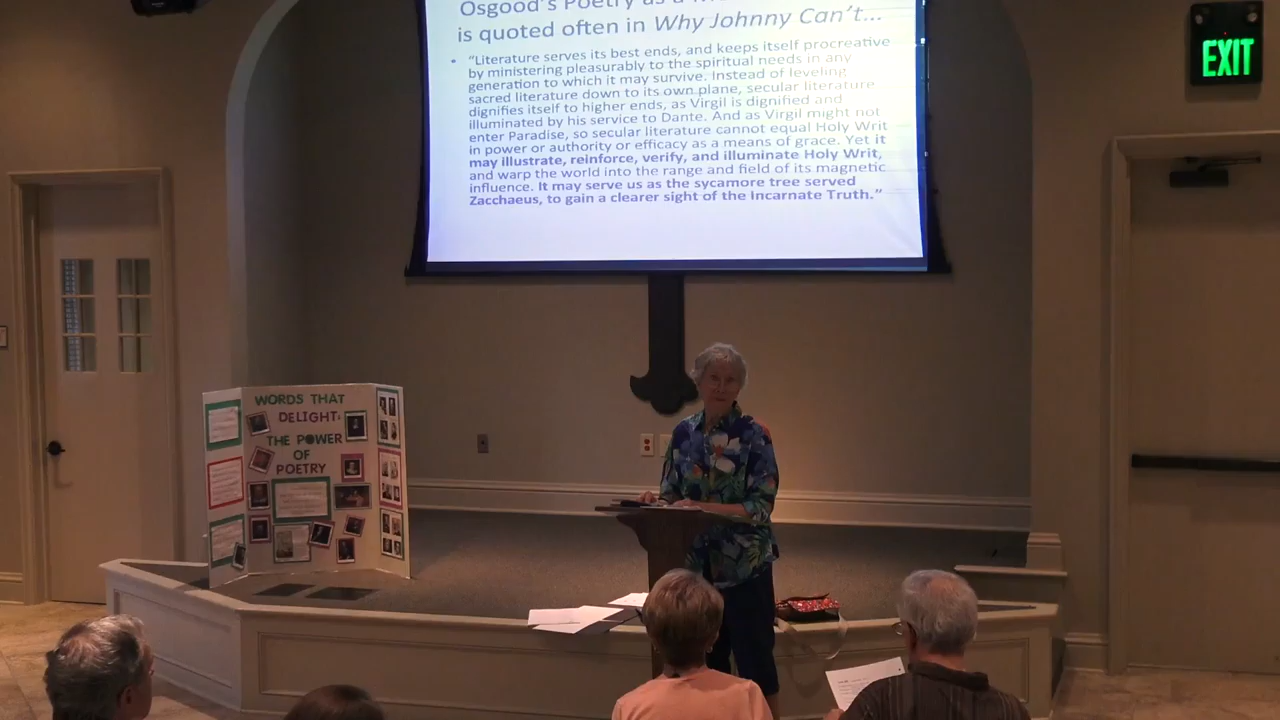 Osgood's Poetry as a
is quoted often in Why Johnny Can't...
• "Literature serves its best ends, and keeps itself procreative
by ministering pleasurably to the spiritual needs in any
generation to which it may survive. Instead of leveling
sacred literature down to its own plane, secular literature
dignifies itself to higher ends, as Virgil is dignified and
illuminated by his service to Dante. And as Virgil might not
enter Paradise, so secular literature cannot equal Holy Writ
in power or authority or efficacy as a means of grace. Yet it
may illustrate, reinforce, verify, and illuminate Holy Writ,
and warp the world into the range and field of its magnetic
influence. It may serve us as the sycamore tree served
Zacchaeus, to gain a clearer sight of the Incarnate Truth."
EXIT
WORDS THAT
DELIGHT:
THE POWER
OF
POETRY